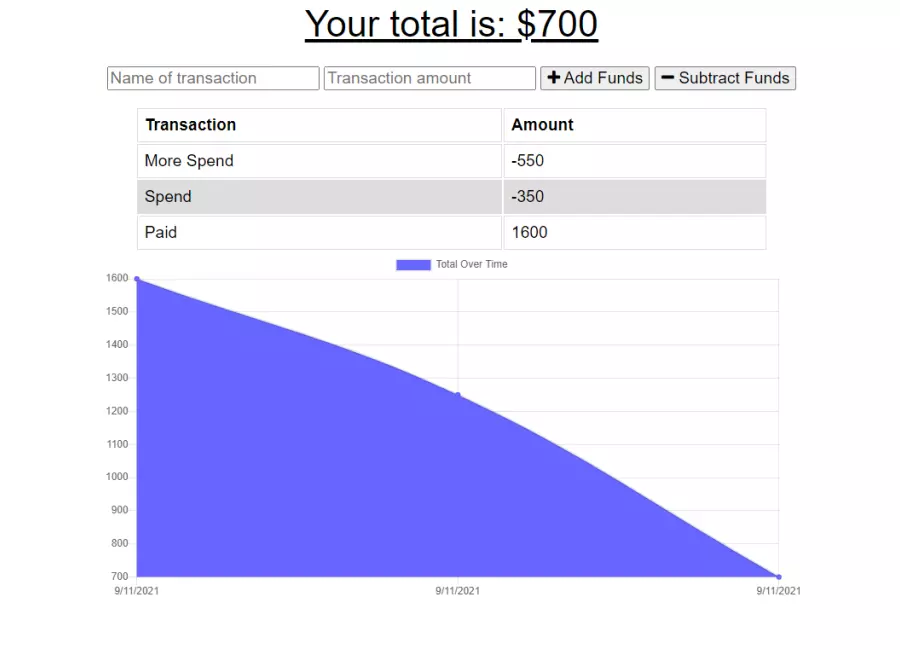 Your total is: $700
Name of transaction Transaction amount Add Funds Subtract Funds
Transaction Amount
More Spend -550
Spend -350
Paid 1600
Total Over Time
1600
1500
1400
1300
1200
1100
1000
900
800
700
9/11/2021 9/11/2021 9/11/2021